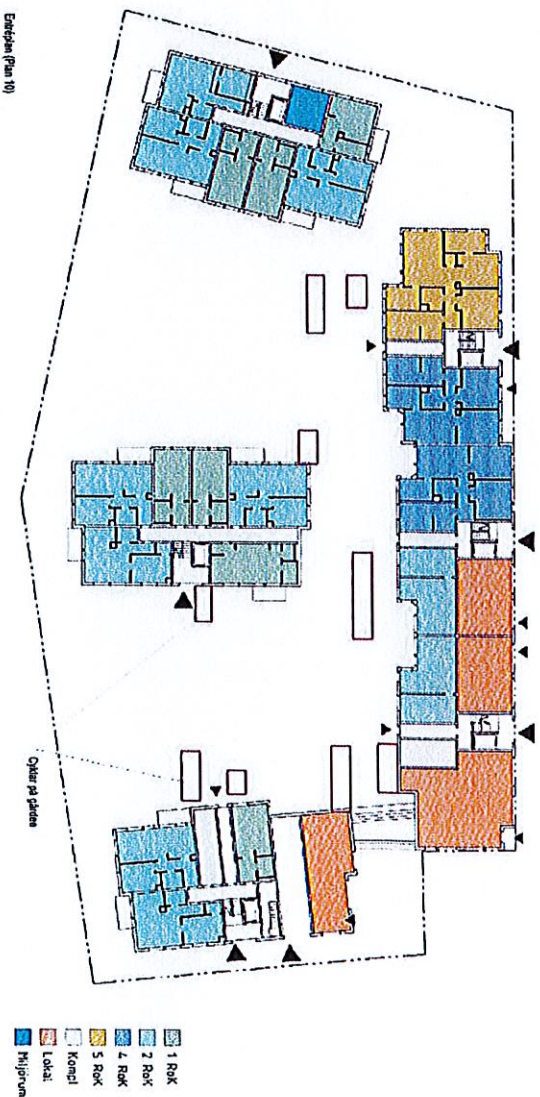 Entréplan (Plan 10)
Cyklar på gården
1 RoK
2 RoK
4 RoK
5 RoK
Kompl
Lokal
Miljörum